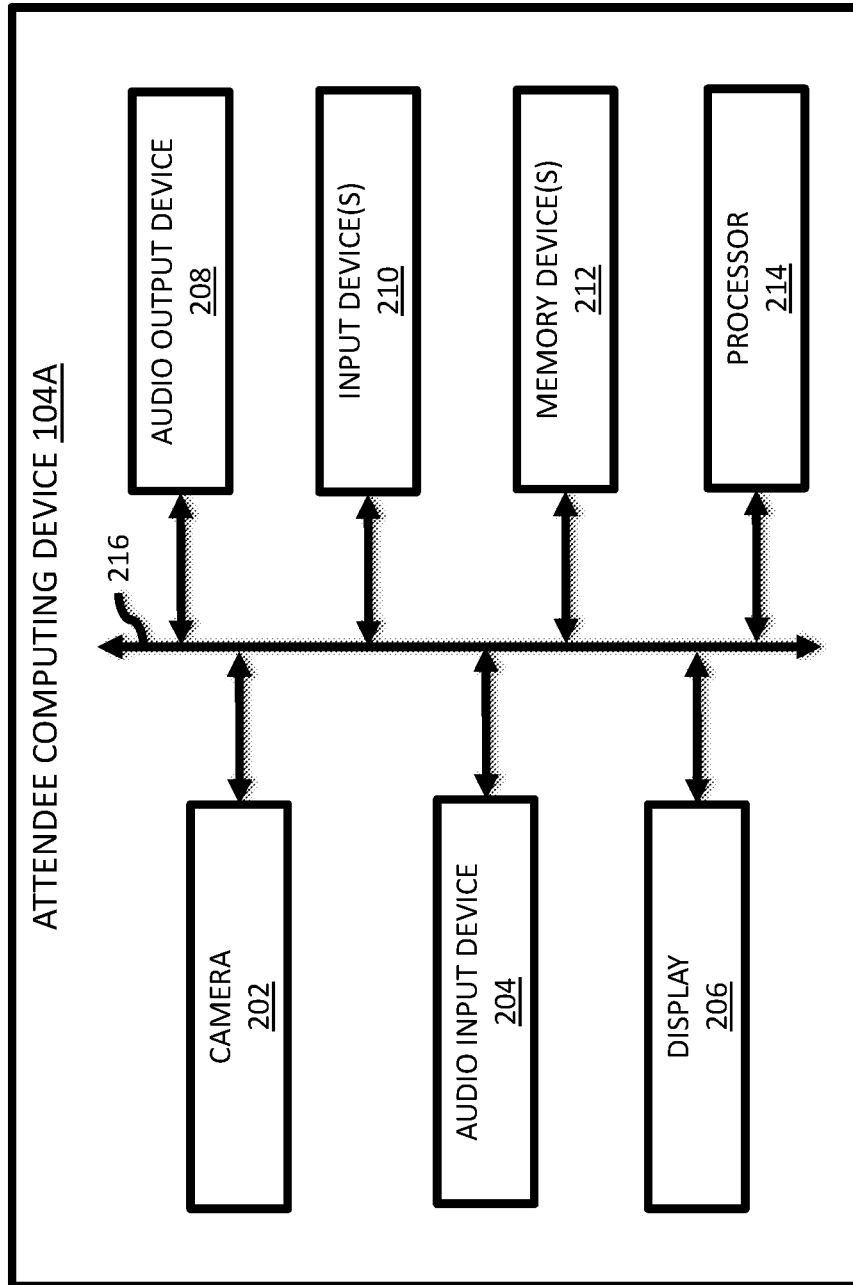 ATTENDEE COMPUTING DEVICE 104A
216
CAMERA
202
AUDIO INPUT DEVICE
204
DISPLAY
206
AUDIO OUTPUT DEVICE
208
INPUT DEVICE(S)
210
MEMORY DEVICE(S)
212
PROCESSOR
214